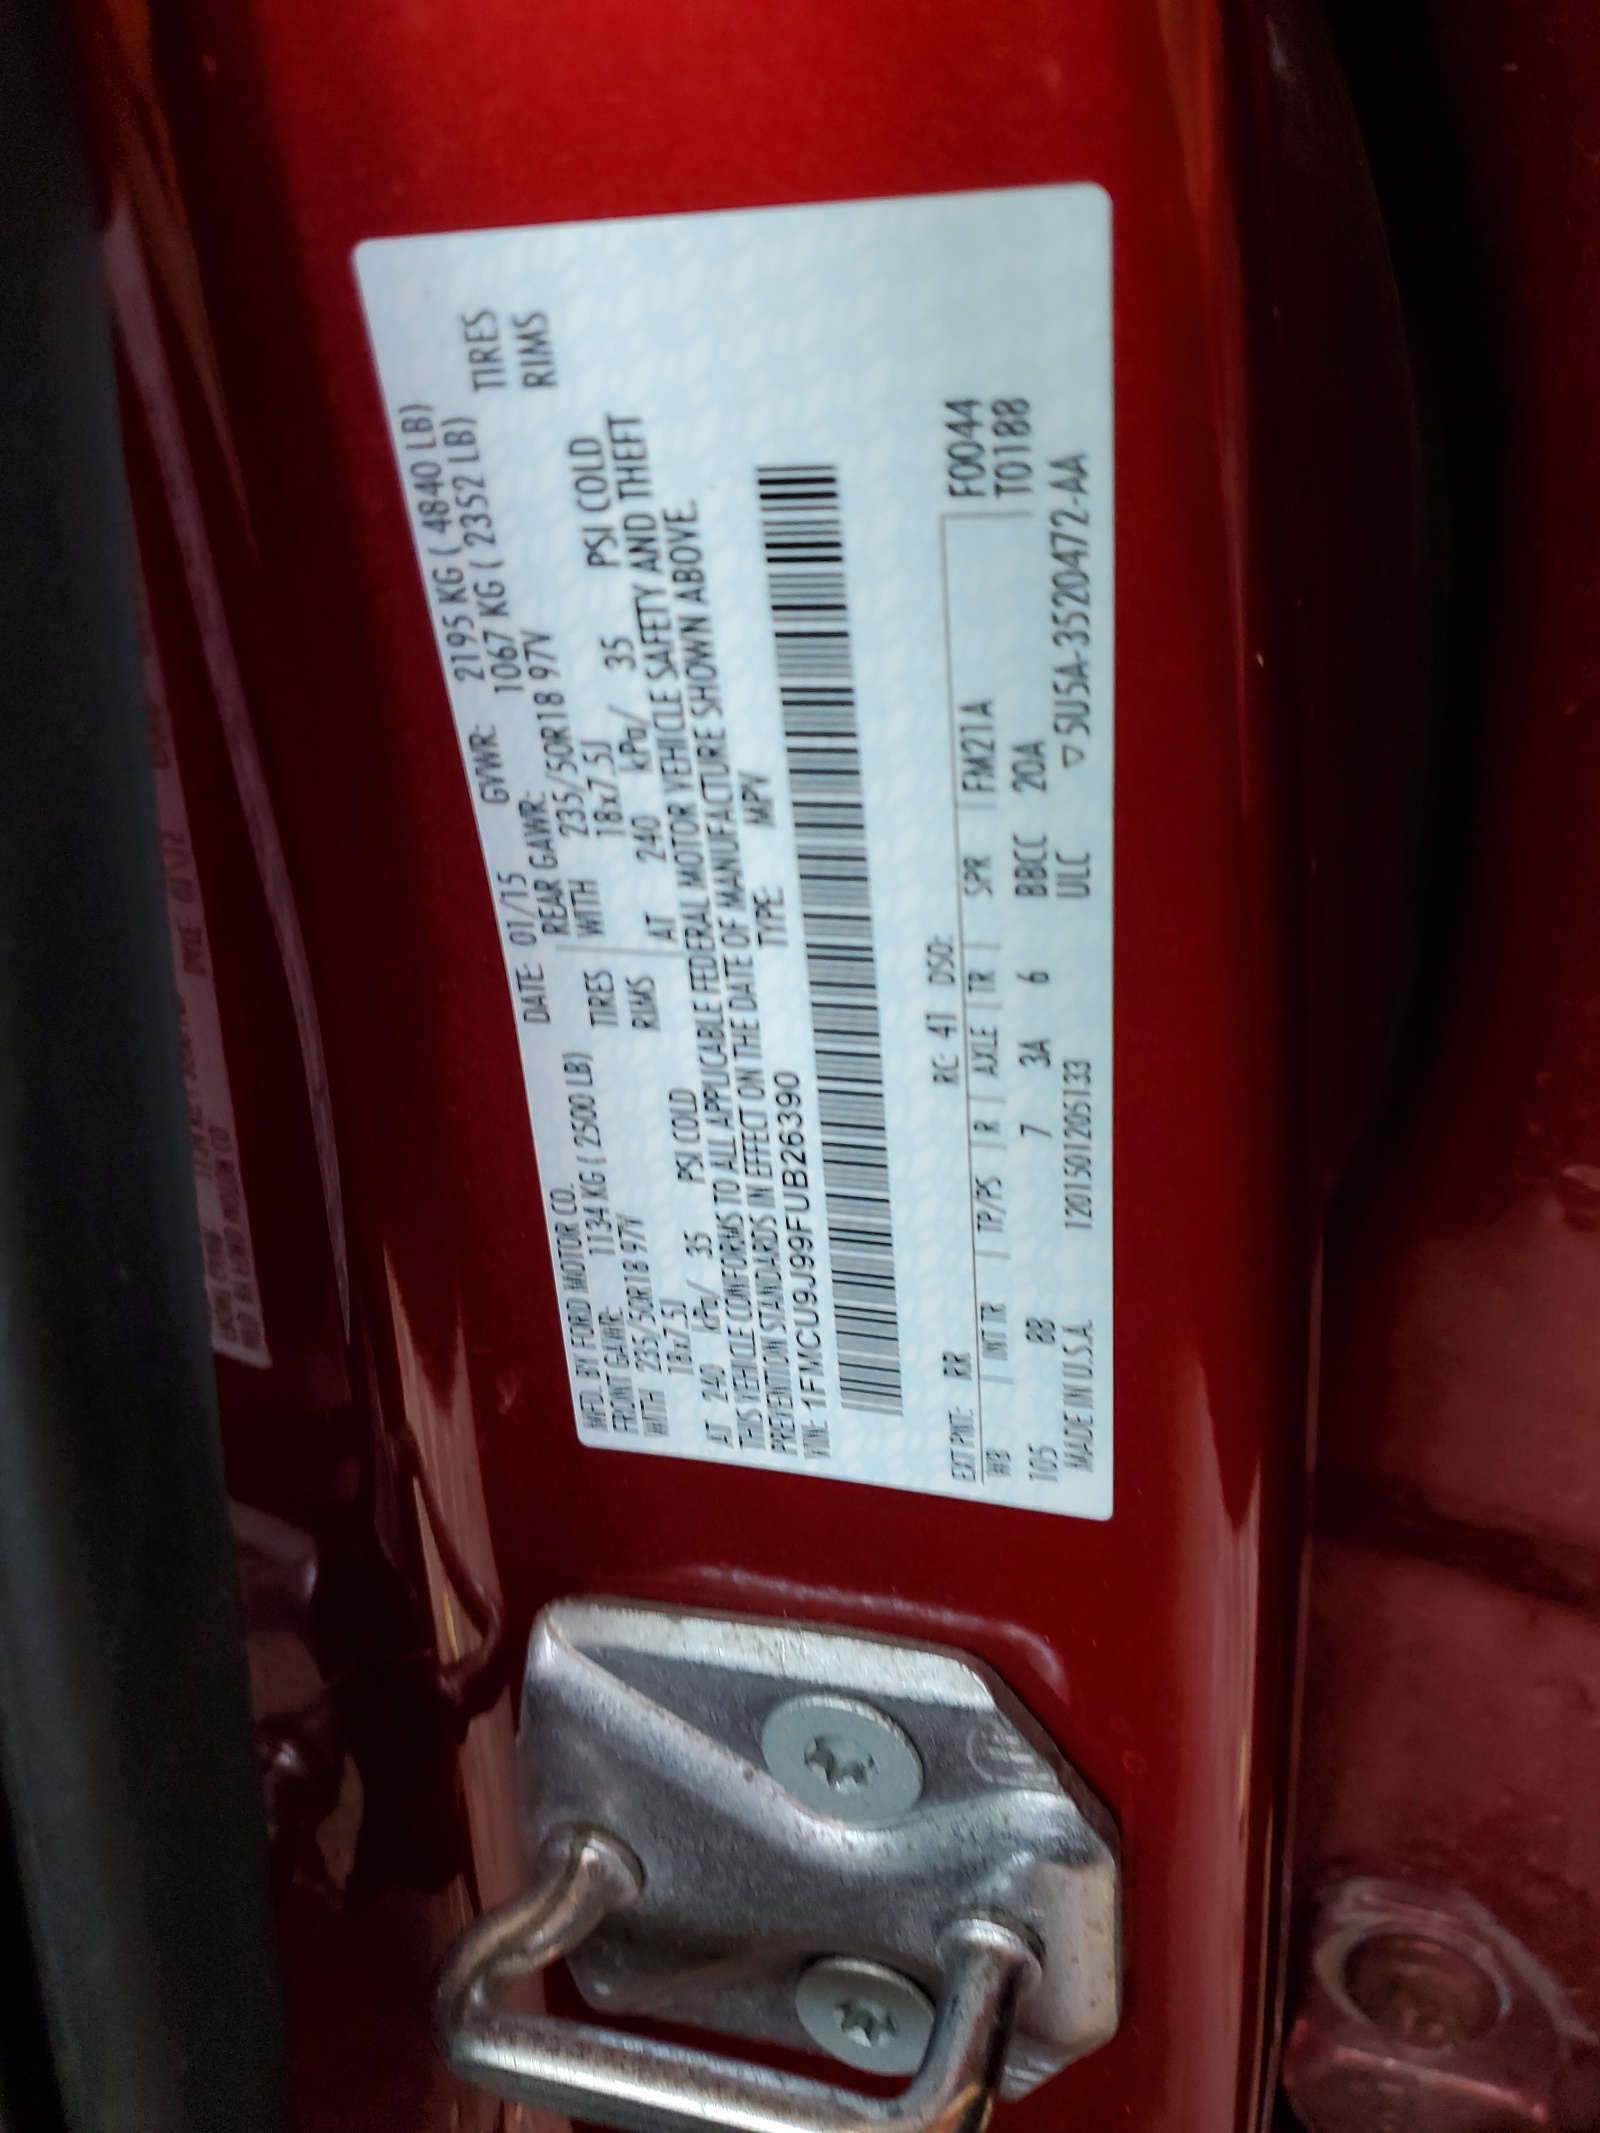 MFD. BY FORD MOTOR CO.
DATE: 01/15 GVWR: 2195 KG ( 4840 LB)
FRONT GAWR: 1134 KG ( 2500 LB) REAR GAWR: 1067 KG ( 2352 LB)
WITH 235/50R18 97V TIRES WITH 235/50R18 97V TIRES
18x7.5J RIMS 18x7.5J RIMS
AT 240 kPa/ 35 PSI COLD AT 240 kPa/ 35 PSI COLD
THIS VEHICLE CONFORMS TO ALL APPLICABLE FEDERAL MOTOR VEHICLE SAFETY AND THEFT
PREVENTION STANDARDS IN EFFECT ON THE DATE OF MANUFACTURE SHOWN ABOVE.
VIN: 1FMCU9J99FUB26390 TYPE: MPV
EXT PNT: RR RC: 41 DSO: F0044
WB INT TR TP/PS R AXLE TR SPR FM21A T0188
105 BB 7 3A 6 BBCC 20A
MADE IN U.S.A. 12015012051​33 ULC ▽5U5A-3520472-AA